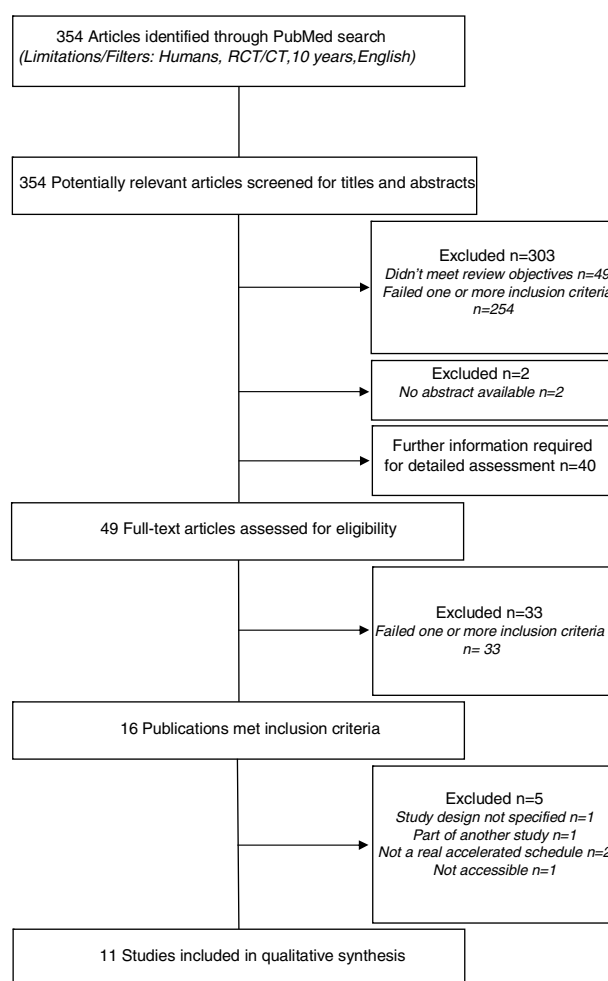 354 Articles identified through PubMed search
(Limitations/Filters: Humans, RCT/CT,10 years,English)
354 Potentially relevant articles screened for titles and abstracts
Excluded n=303
Didn't meet review objectives n=49
Failed one or more inclusion criteria
n=254
Excluded n=2
No abstract available n=2
Further information required
for detailed assessment n=40
49 Full-text articles assessed for eligibility
Excluded n=33
Failed one or more inclusion criteria
n= 33
16 Publications met inclusion criteria
Excluded n=5
Study design not specified n=1
Part of another study n=1
Not a real accelerated schedule n=2
Not accessible n=1
11 Studies included in qualitative synthesis